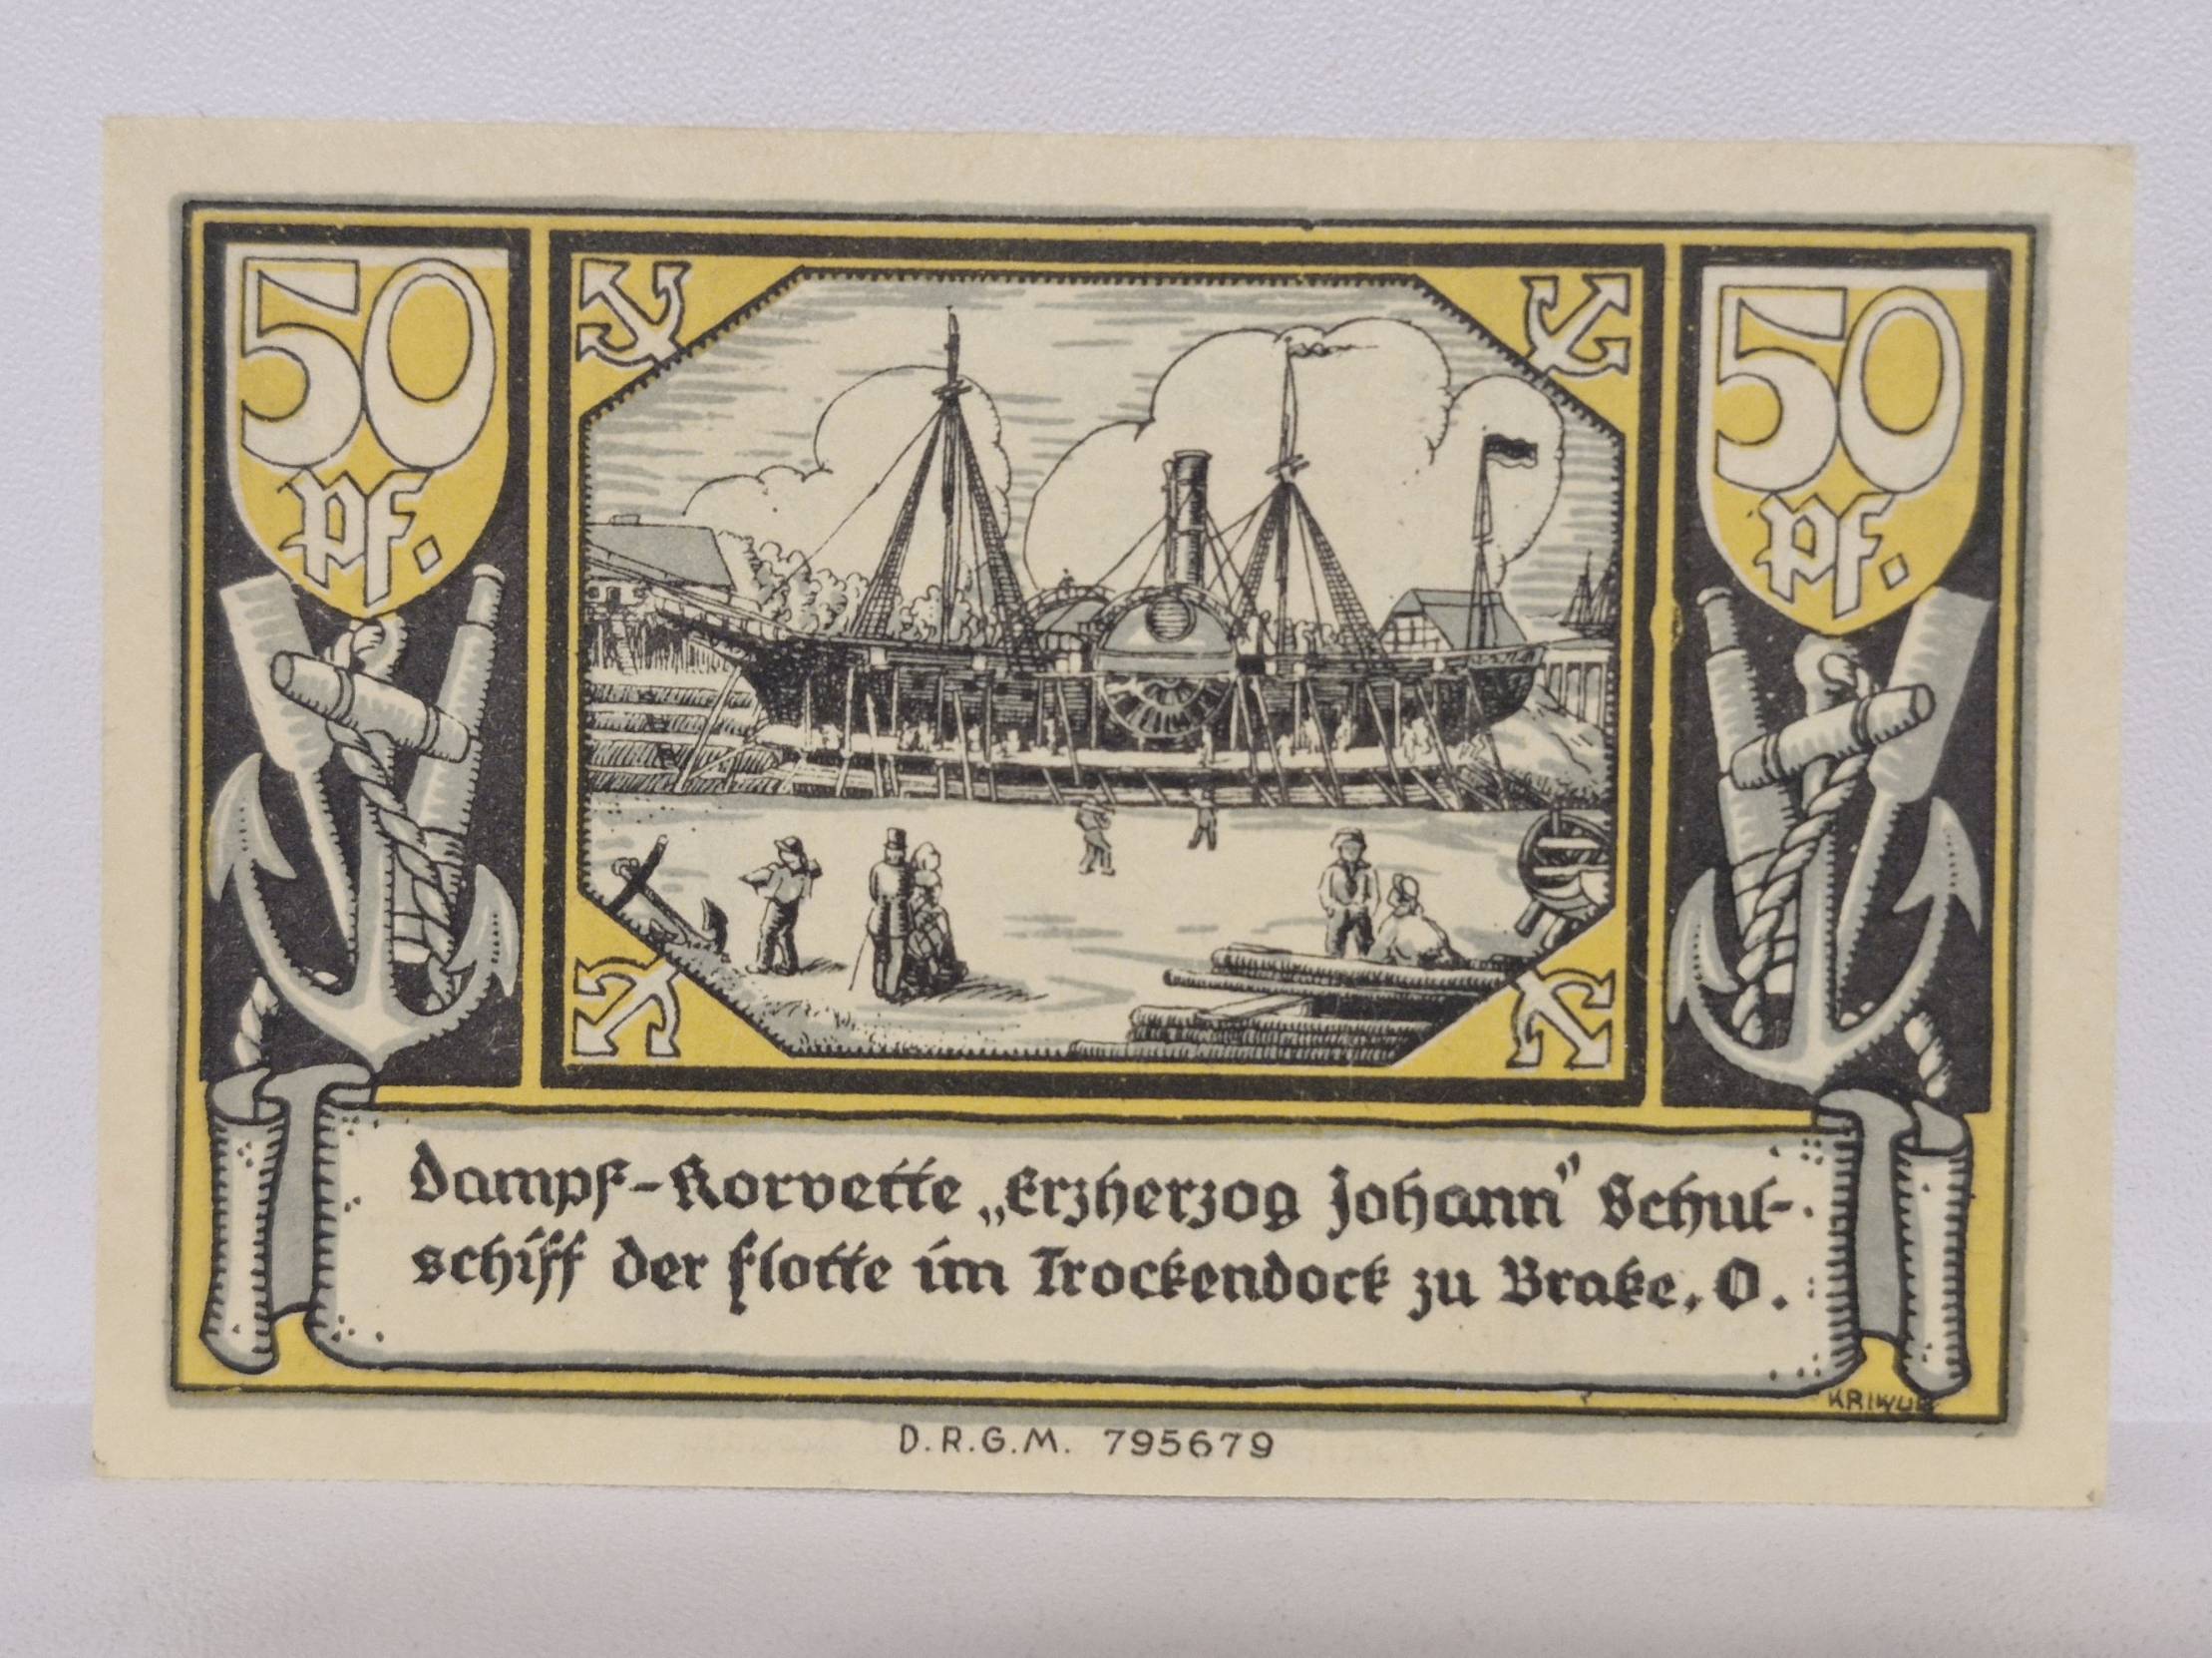 50
Pf.
50
Pf.
Dampf-Korvette „Erzherzog Johann" Schul-
schiff der Flotte im Trockendock zu Brake, O.
D.R.G.M. 795679